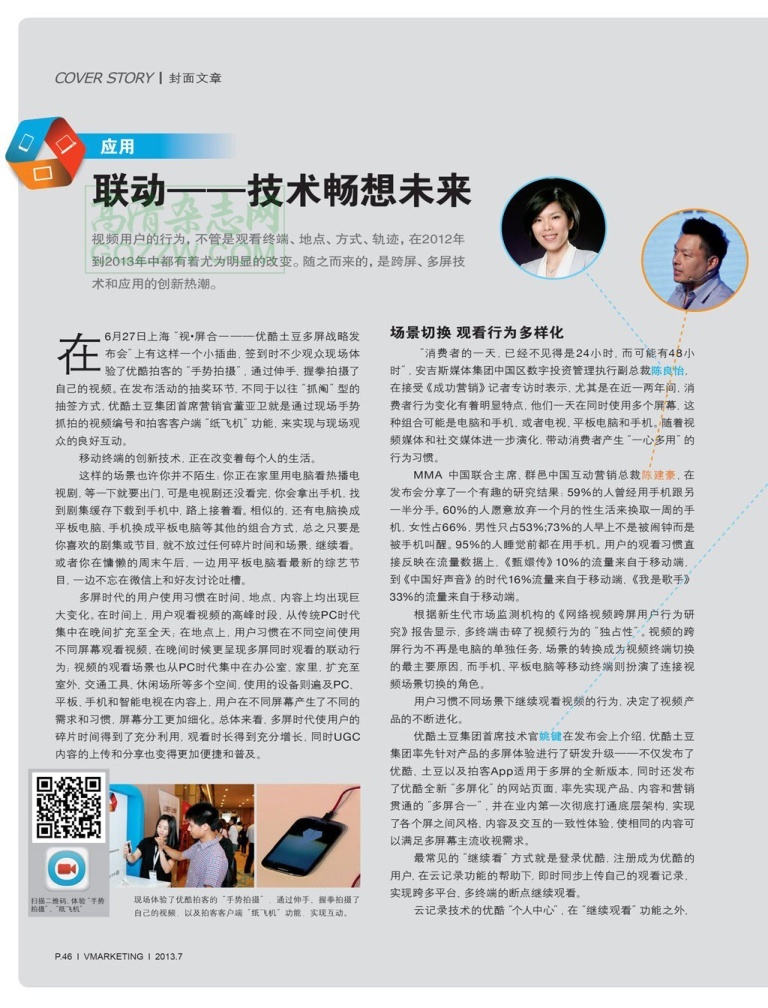 COVER STORY | 封面文章
应用
联动——技术畅想未来
高清杂志网
视频用户的行为，不管是观看终端、地点、方式、轨迹，在2012年
到2013年中都有着尤为明显的改变。随之而来的，是跨屏、多屏技
术和应用的创新热潮。
在6月27日上海“视•屏合一——优酷土豆多屏战略发
布会”上有这样一个小插曲，签到时不少观众现场体
验了优酷拍客的“手势拍摄”，通过伸手、握拳拍摄了
自己的视频。在发布活动的抽奖环节，不同于以往“抓阄”型的
抽签方式，优酷土豆集团首席营销官董亚卫就是通过现场手势
抓拍的视频编号和拍客客户端“纸飞机”功能，来实现与现场观
众的良好互动。
移动终端的创新技术，正在改变着每个人的生活。
这样的场景也许你并不陌生：你正在家里用电脑看热播电
视剧，等一下就要出门，可是电视剧还没看完，你会拿出手机，找
到剧集缓存下载到手机中，路上接着看。相似的，还有电脑换成
平板电脑、手机换成平板电脑等其他的组合方式，总之只要是
你喜欢的剧集或节目，就不放过任何碎片时间和场景，继续看。
或者你在慵懒的周末午后，一边用平板电脑看最新的综艺节
目，一边不忘在微信上和好友讨论吐槽。
多屏时代的用户使用习惯在时间、地点、内容上均出现巨
大变化。在时间上，用户观看视频的高峰时段，从传统PC时代
集中在晚间扩充至全天；在地点上，用户习惯在不同空间使用
不同屏幕观看视频，在晚间时候更呈现多屏同时观看的联动行
为；视频的观看场景也从PC时代集中在办公室、家里，扩充至
室外、交通工具、休闲场所等多个空间，使用的设备则遍及PC、
平板、手机和智能电视在内容上，用户在不同屏幕产生了不同的
需求和习惯，屏幕分工更加细化。总体来看，多屏时代使用户的
碎片时间得到了充分利用，观看时长得到充分增长，同时UGC
内容的上传和分享也变得更加便捷和普及。
扫描二维码，体验“手势
拍摄”、“纸飞机”
现场体验了优酷拍客的“手势拍摄”，通过伸手、握拳拍摄了
自己的视频，以及拍客客户端“纸飞机”功能，实现互动。
场景切换 观看行为多样化
“消费者的一天，已经不见得是24小时，而可能有48小
时”，安吉斯媒体集团中国区数字投资管理执行副总裁陈良怡，
在接受《成功营销》记者专访时表示，尤其是在近一两年间，消
费者行为变化有着明显特点，他们一天在同时使用多个屏幕，这
种组合可能是电脑和手机，或者电视，平板电脑和手机。随着视
频媒体和社交媒体进一步演化，带动消费者产生“一心多用”的
行为习惯。
MMA 中国联合主席、群邑中国互动营销总裁陈建豪，在
发布会分享了一个有趣的研究结果：59%的人曾经用手机跟另
一半分手。60%的人愿意放弃一个月的性生活来换取一周的手
机，女性占66%，男性只占53%;73%的人早上不是被闹钟而是
被手机叫醒。95%的人睡觉前都在用手机。用户的观看习惯直
接反映在流量数据上，《甄嬛传》10%的流量来自于移动端，
到《中国好声音》的时代16%流量来自于移动端，《我是歌手》
33%的流量来自于移动端。
根据新生代市场监测机构的《网络视频跨屏用户行为研
究》报告显示，多终端击碎了视频行为的“独占性”。视频的跨
屏行为不再是电脑的单独任务，场景的转换成为视频终端切换
的最主要原因，而手机、平板电脑等移动终端则扮演了连接视
频场景切换的角色。
用户习惯不同场景下继续观看视频的行为，决定了视频产
品的不断进化。
优酷土豆集团首席技术官姚键在发布会上介绍，优酷土豆
集团率先针对产品的多屏体验进行了研发升级——不仅发布了
优酷、土豆以及拍客App适用于多屏的全新版本，同时还发布
了优酷全新“多屏化”的网站页面，率先实现产品、内容和营销
贯通的“多屏合一”，并在业内第一次彻底打通底层架构，实现
了各个屏之间风格，内容及交互的一致性体验，使相同的内容可
以满足多屏幕主流收视需求。
最常见的“继续看”方式就是登录优酷，注册成为优酷的
用户，在云记录功能的帮助下，即时同步上传自己的观看记录，
实现跨多平台，多终端的断点继续观看。
云记录技术的优酷“个人中心”，在“继续观看”功能之外，
P.46 I VMARKETING I 2013.7